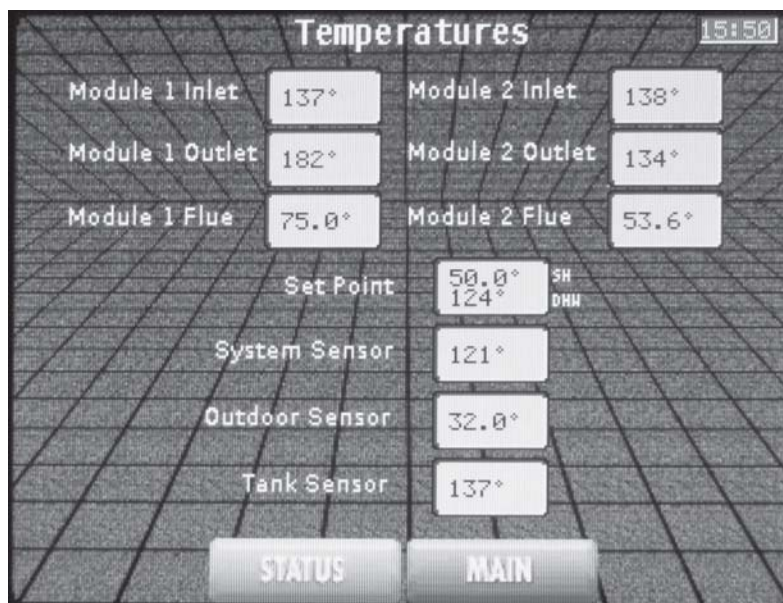 Temperatures 15:50
Module 1 Inlet 137° Module 2 Inlet 138°
Module 1 Outlet 182° Module 2 Outlet 134°
Module 1 Flue 75.0° Module 2 Flue 53.6°
Set Point 50.0° SH
124° DHW
System Sensor 121°
Outdoor Sensor 32.0°
Tank Sensor 137°
STATUS MAIN